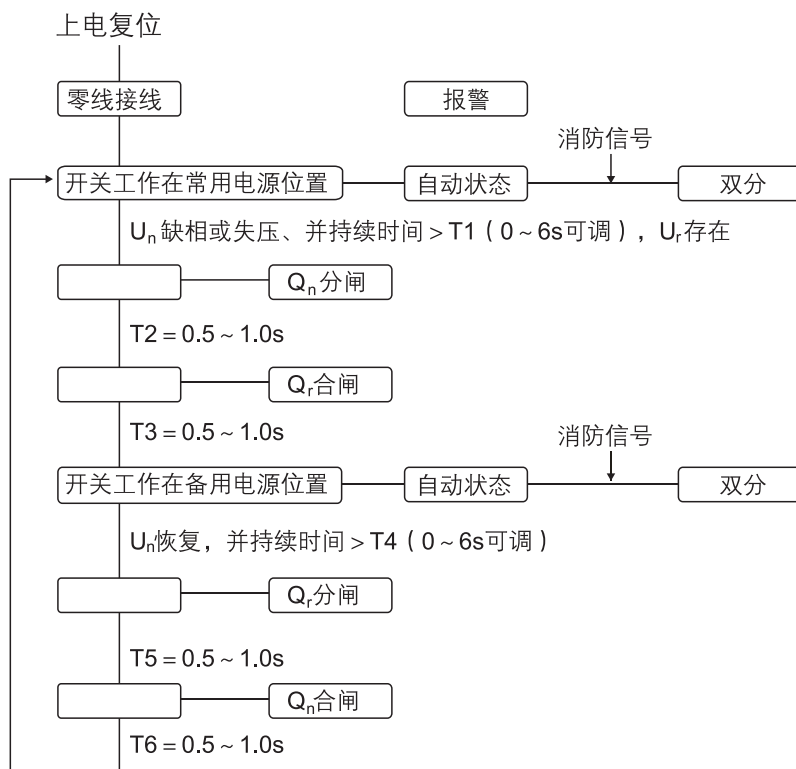 上电复位
零线接线
报警
消防信号
开关工作在常用电源位置
自动状态
双分
Un 缺相或失压、并持续时间＞T1（0～6s可调），Ur存在
Qn分闸
T2＝0.5～1.0s
Qr合闸
T3＝0.5～1.0s
消防信号
开关工作在备用电源位置
自动状态
双分
Un恢复，并持续时间＞T4（0～6s可调）
Qr分闸
T5＝0.5～1.0s
Qn合闸
T6＝0.5～1.0s